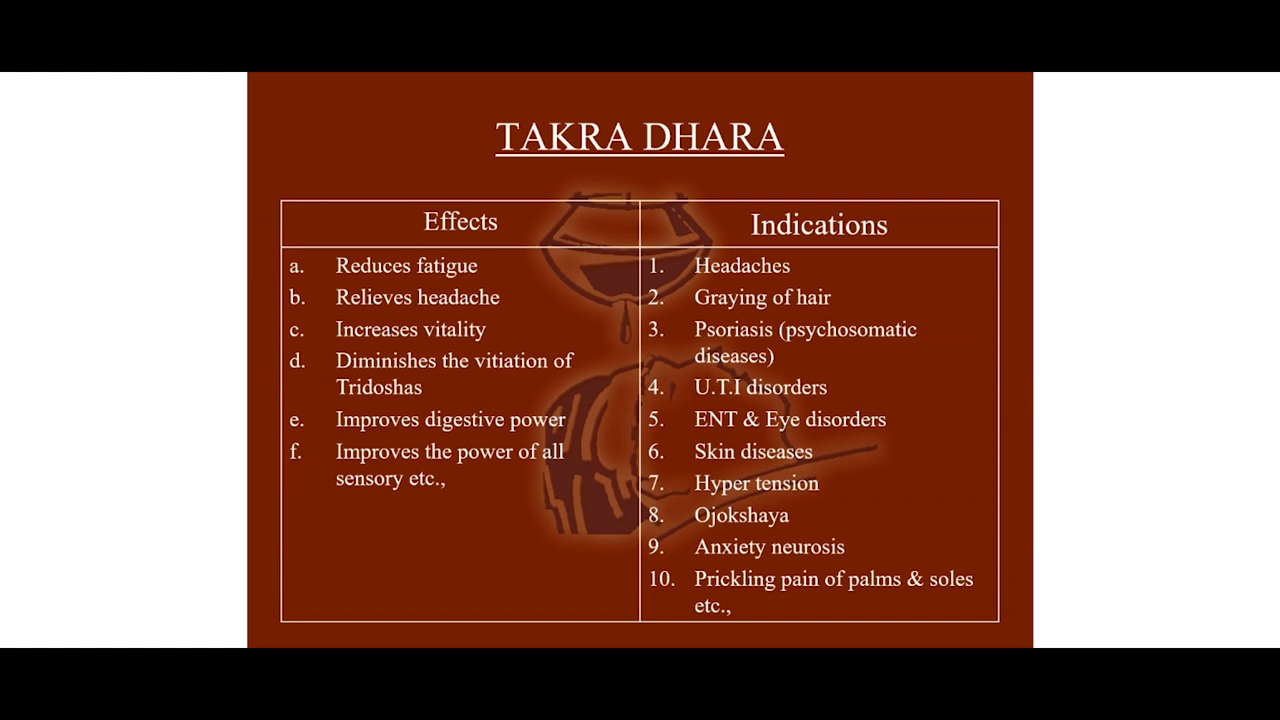 TAKRA DHARA
Effects
a. Reduces fatigue
b. Relieves headache
c. Increases vitality
d. Diminishes the vitiation of
Tridoshas
e. Improves digestive power
f. Improves the power of all
sensory etc.,
Indications
1. Headaches
2. Graying of hair
3. Psoriasis (psychosomatic
diseases)
4. U.T.I disorders
5. ENT & Eye disorders
6. Skin diseases
7. Hyper tension
8. Ojokshaya
9. Anxiety neurosis
10. Prickling pain of palms & soles
etc.,